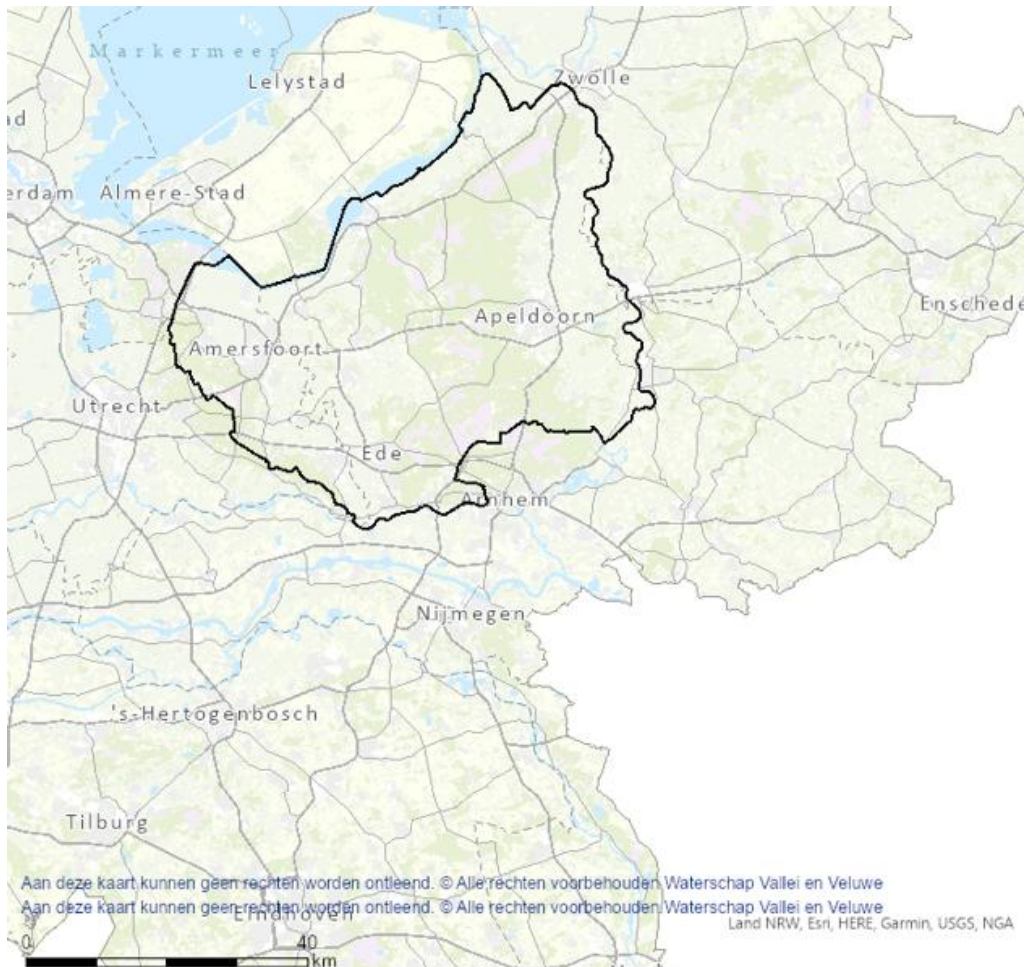 Markermeer
Lelystad
Zwolle
ad
erdam
Almere-Stad
Enschede
Apeldoorn
Amersfoort
Utrecht
Ede
Arnhem
Nijmegen
's-Hertogenbosch
Tilburg
Aan deze kaart kunnen geen rechten worden ontleend. © Alle rechten voorbehouden Waterschap Vallei en Veluwe
Aan deze kaart kunnen geen rechten worden ontleend. © Alle rechten voorbehouden Waterschap Vallei en Veluwe
Eindhoven
Land NRW, Esri, HERE, Garmin, USGS, NGA
0
40
km